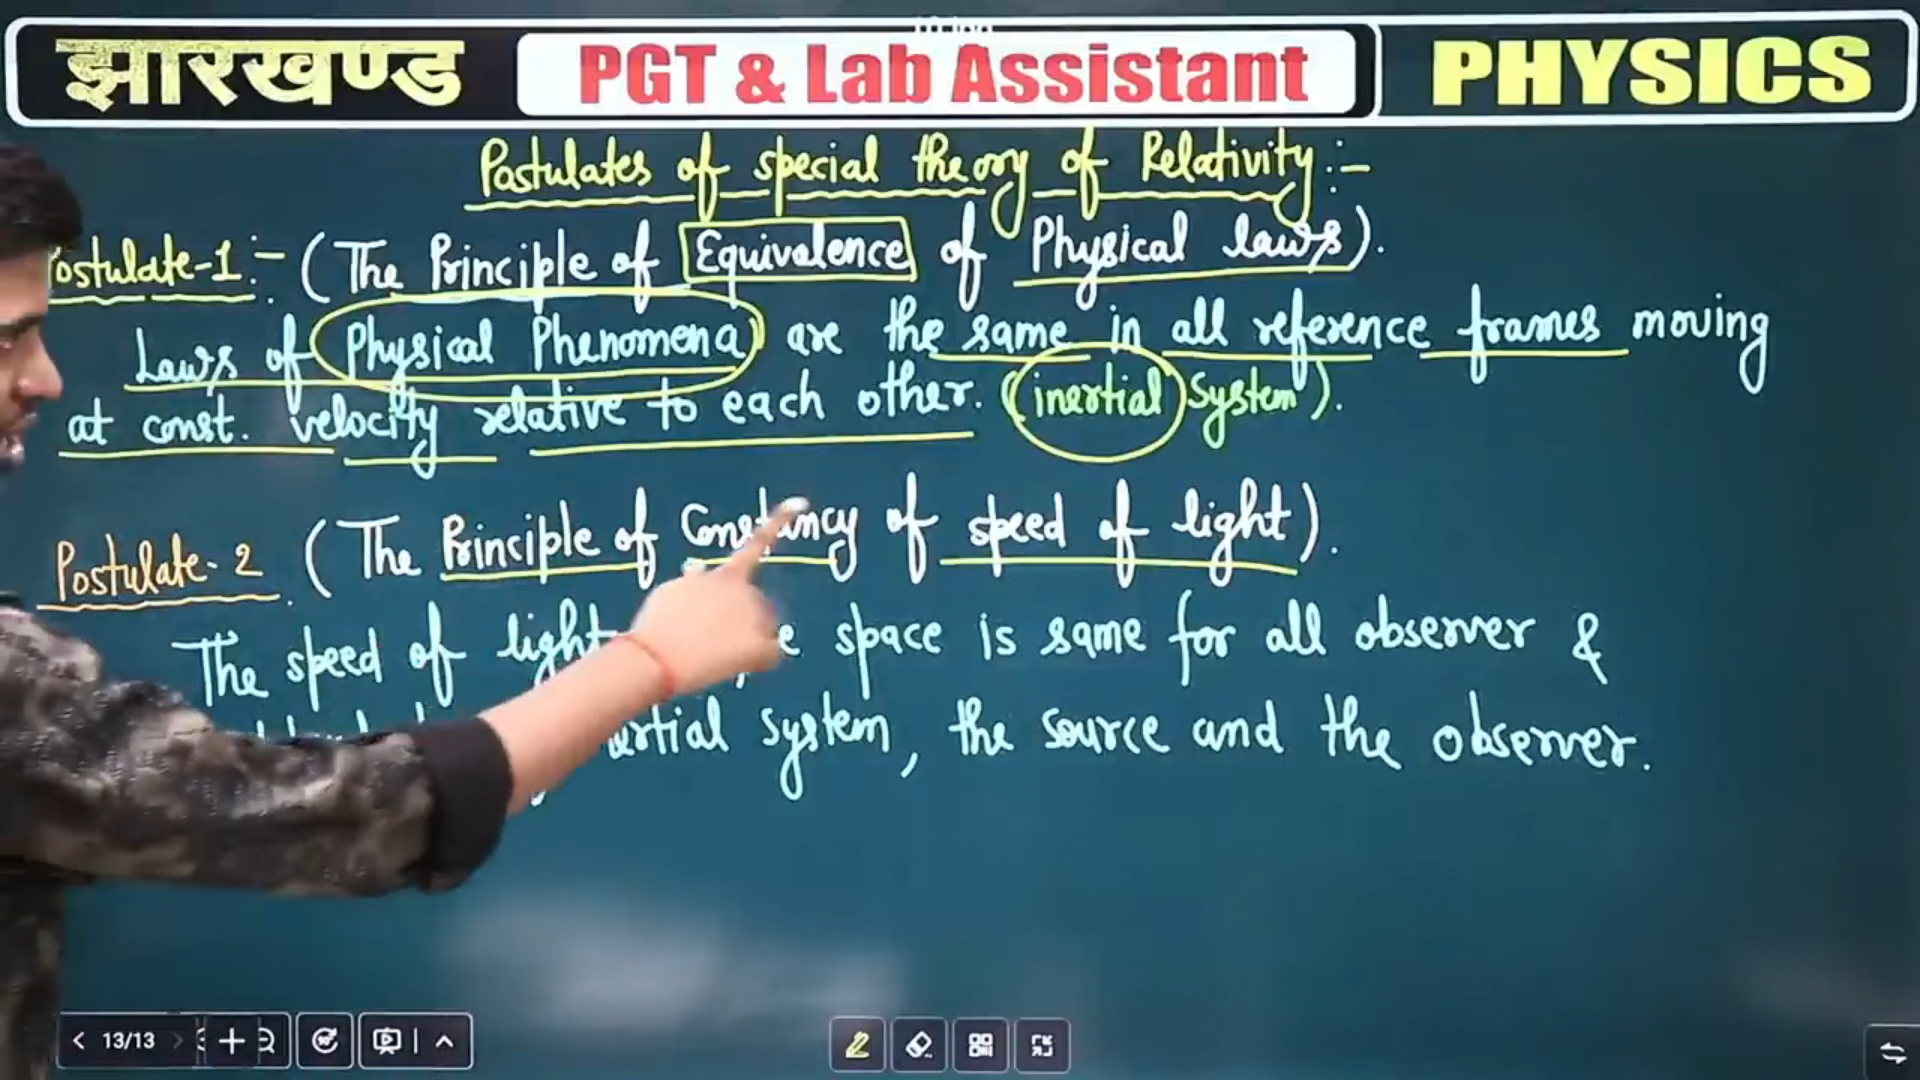 झारखण्ड PGT & Lab Assistant PHYSICS
Postulates of special theory of Relativity:-
ostulate-1:- (The Principle of Equivalence of Physical laws).
Laws of Physical Phenomena are the same in all reference frames moving
at const. velocity relative to each other. (inertial system).
Postulate-2 (The Principle of Constancy of speed of light).
The speed of light space is same for all observer &
system, the source and the observer.
13/13